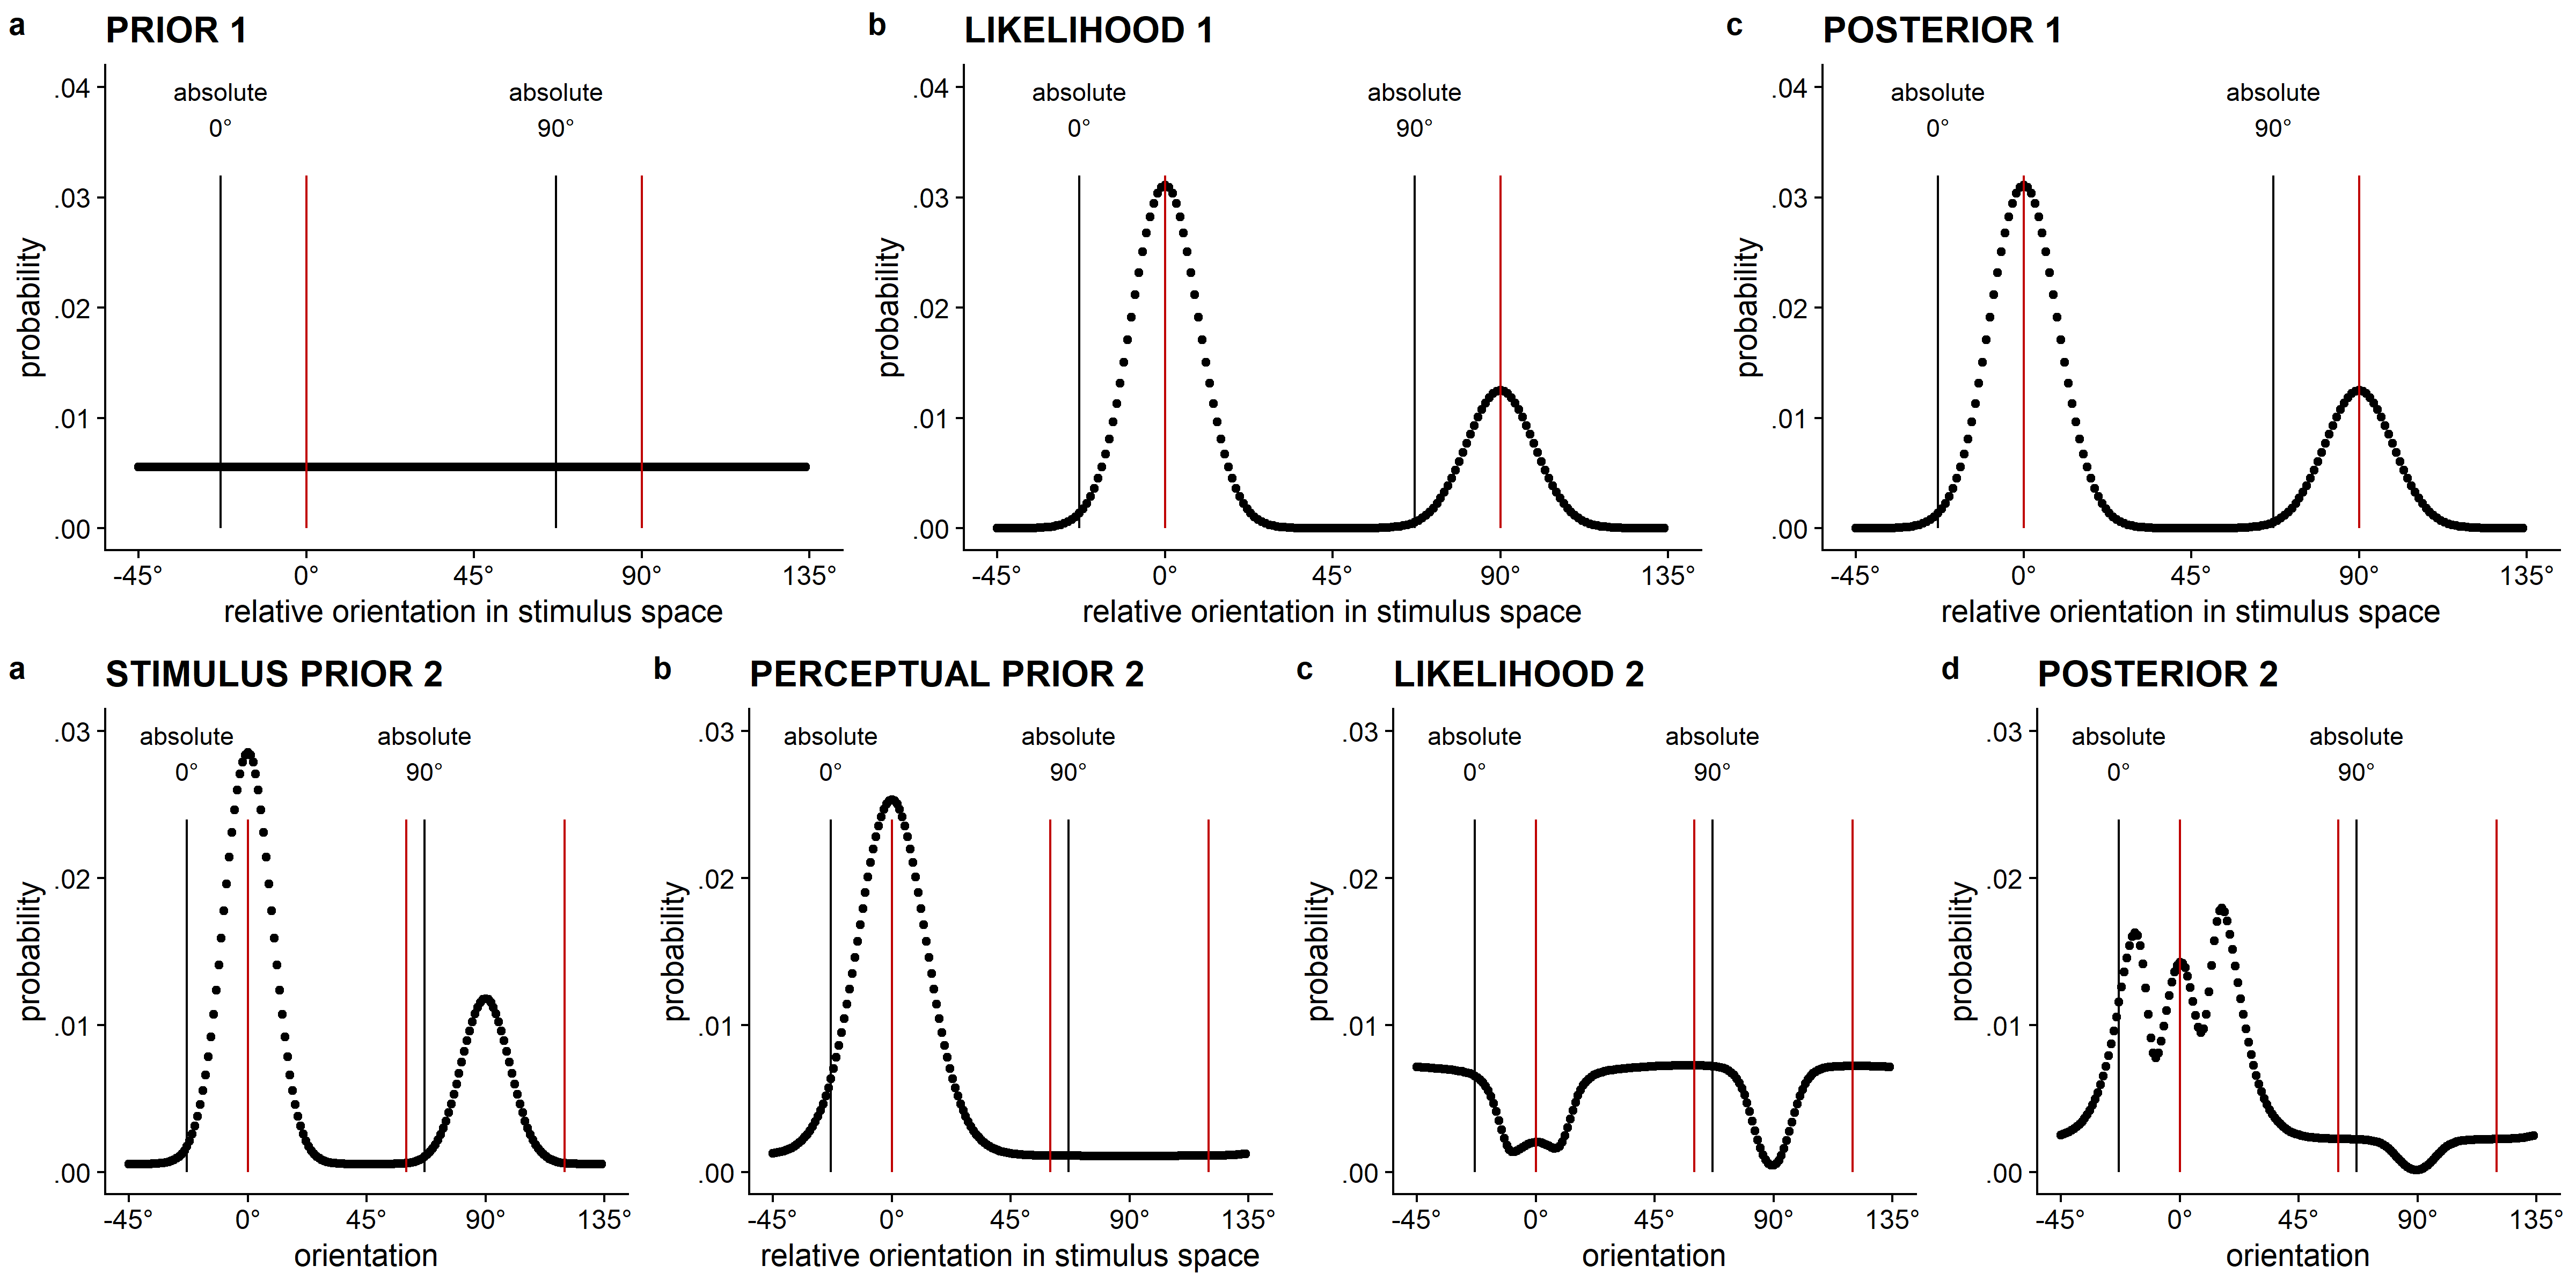 a PRIOR 1
.04
.03
.02
.01
.00
probability
absolute
0°
absolute
90°
-45° 0° 45° 90° 135°
relative orientation in stimulus space
b LIKELIHOOD 1
.04
.03
.02
.01
.00
probability
absolute
0°
absolute
90°
-45° 0° 45° 90° 135°
relative orientation in stimulus space
c POSTERIOR 1
.04
.03
.02
.01
.00
probability
absolute
0°
absolute
90°
-45° 0° 45° 90° 135°
relative orientation in stimulus space
a STIMULUS PRIOR 2
.03
.02
.01
.00
probability
absolute
0°
absolute
90°
-45° 0° 45° 90° 135°
orientation
b PERCEPTUAL PRIOR 2
.03
.02
.01
.00
probability
absolute
0°
absolute
90°
-45° 0° 45° 90° 135°
relative orientation in stimulus space
c LIKELIHOOD 2
.03
.02
.01
.00
probability
absolute
0°
absolute
90°
-45° 0° 45° 90° 135°
orientation
d POSTERIOR 2
.03
.02
.01
.00
probability
absolute
0°
absolute
90°
-45° 0° 45° 90° 135°
orientation